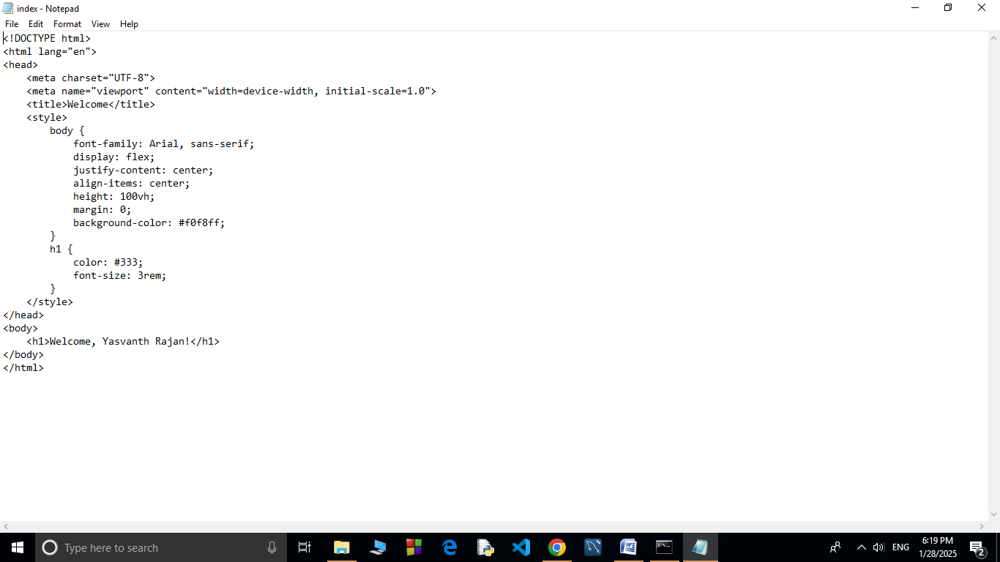 index - Notepad
File Edit Format View Help
<!DOCTYPE html>
<html lang="en">
<head>
    <meta charset="UTF-8">
    <meta name="viewport" content="width=device-width, initial-scale=1.0">
    <title>Welcome</title>
    <style>
        body {
            font-family: Arial, sans-serif;
            display: flex;
            justify-content: center;
            align-items: center;
            height: 100vh;
            margin: 0;
            background-color: #f0f8ff;
        }
        h1 {
            color: #333;
            font-size: 3rem;
        }
    </style>
</head>
<body>
    <h1>Welcome, Yasvanth Rajan!</h1>
</body>
</html>
Type here to search
ENG
6:19 PM
1/28/2025
2